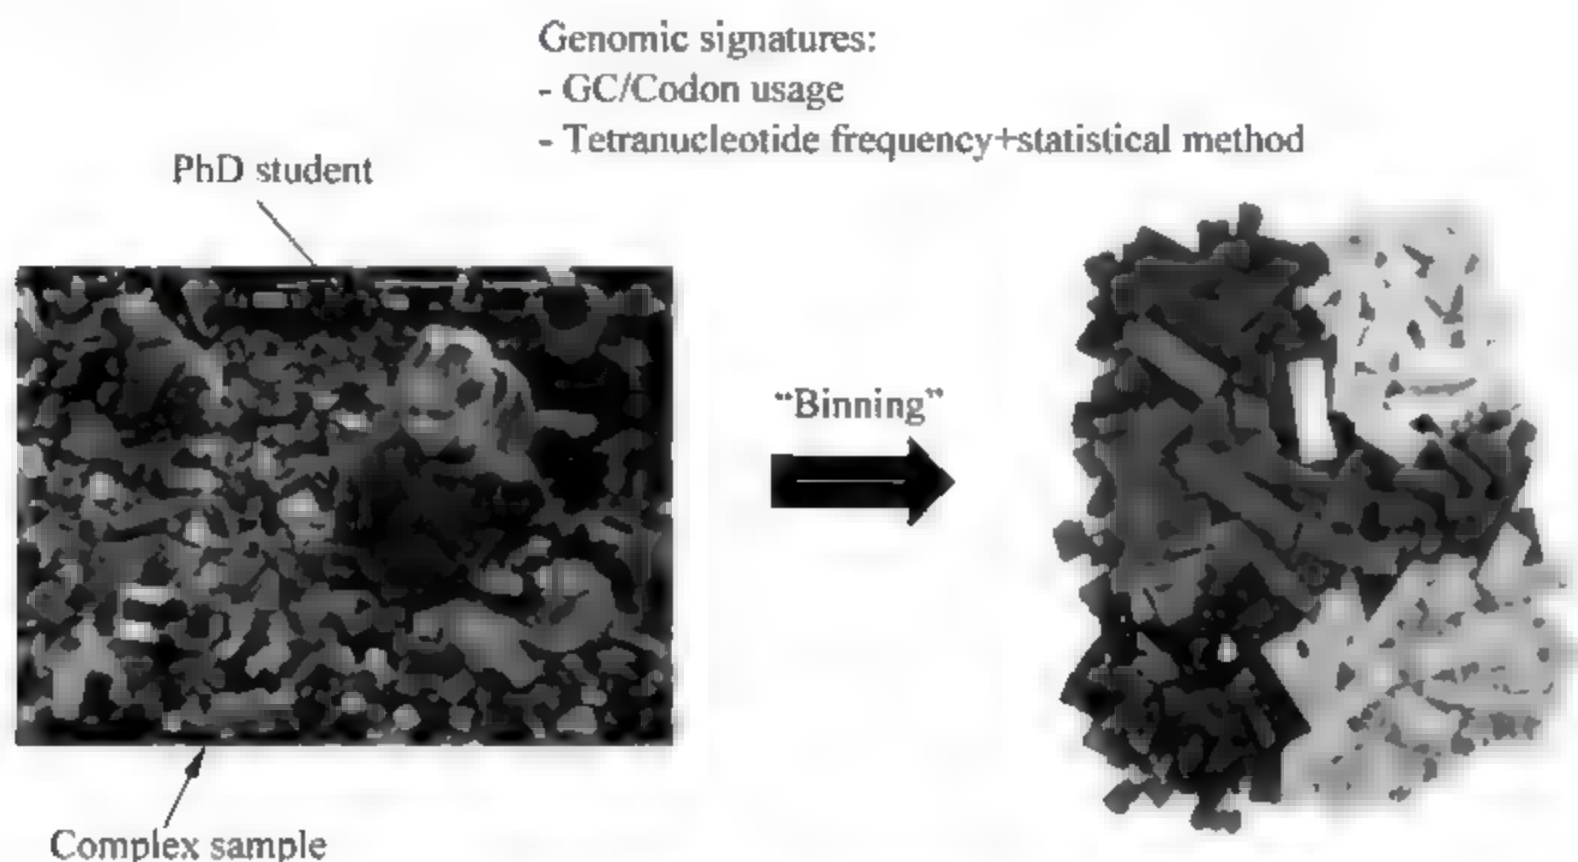 Genomic signatures:
- GC/Codon usage
- Tetranucleotide frequency+statistical method
PhD student
“Binning”
Complex sample